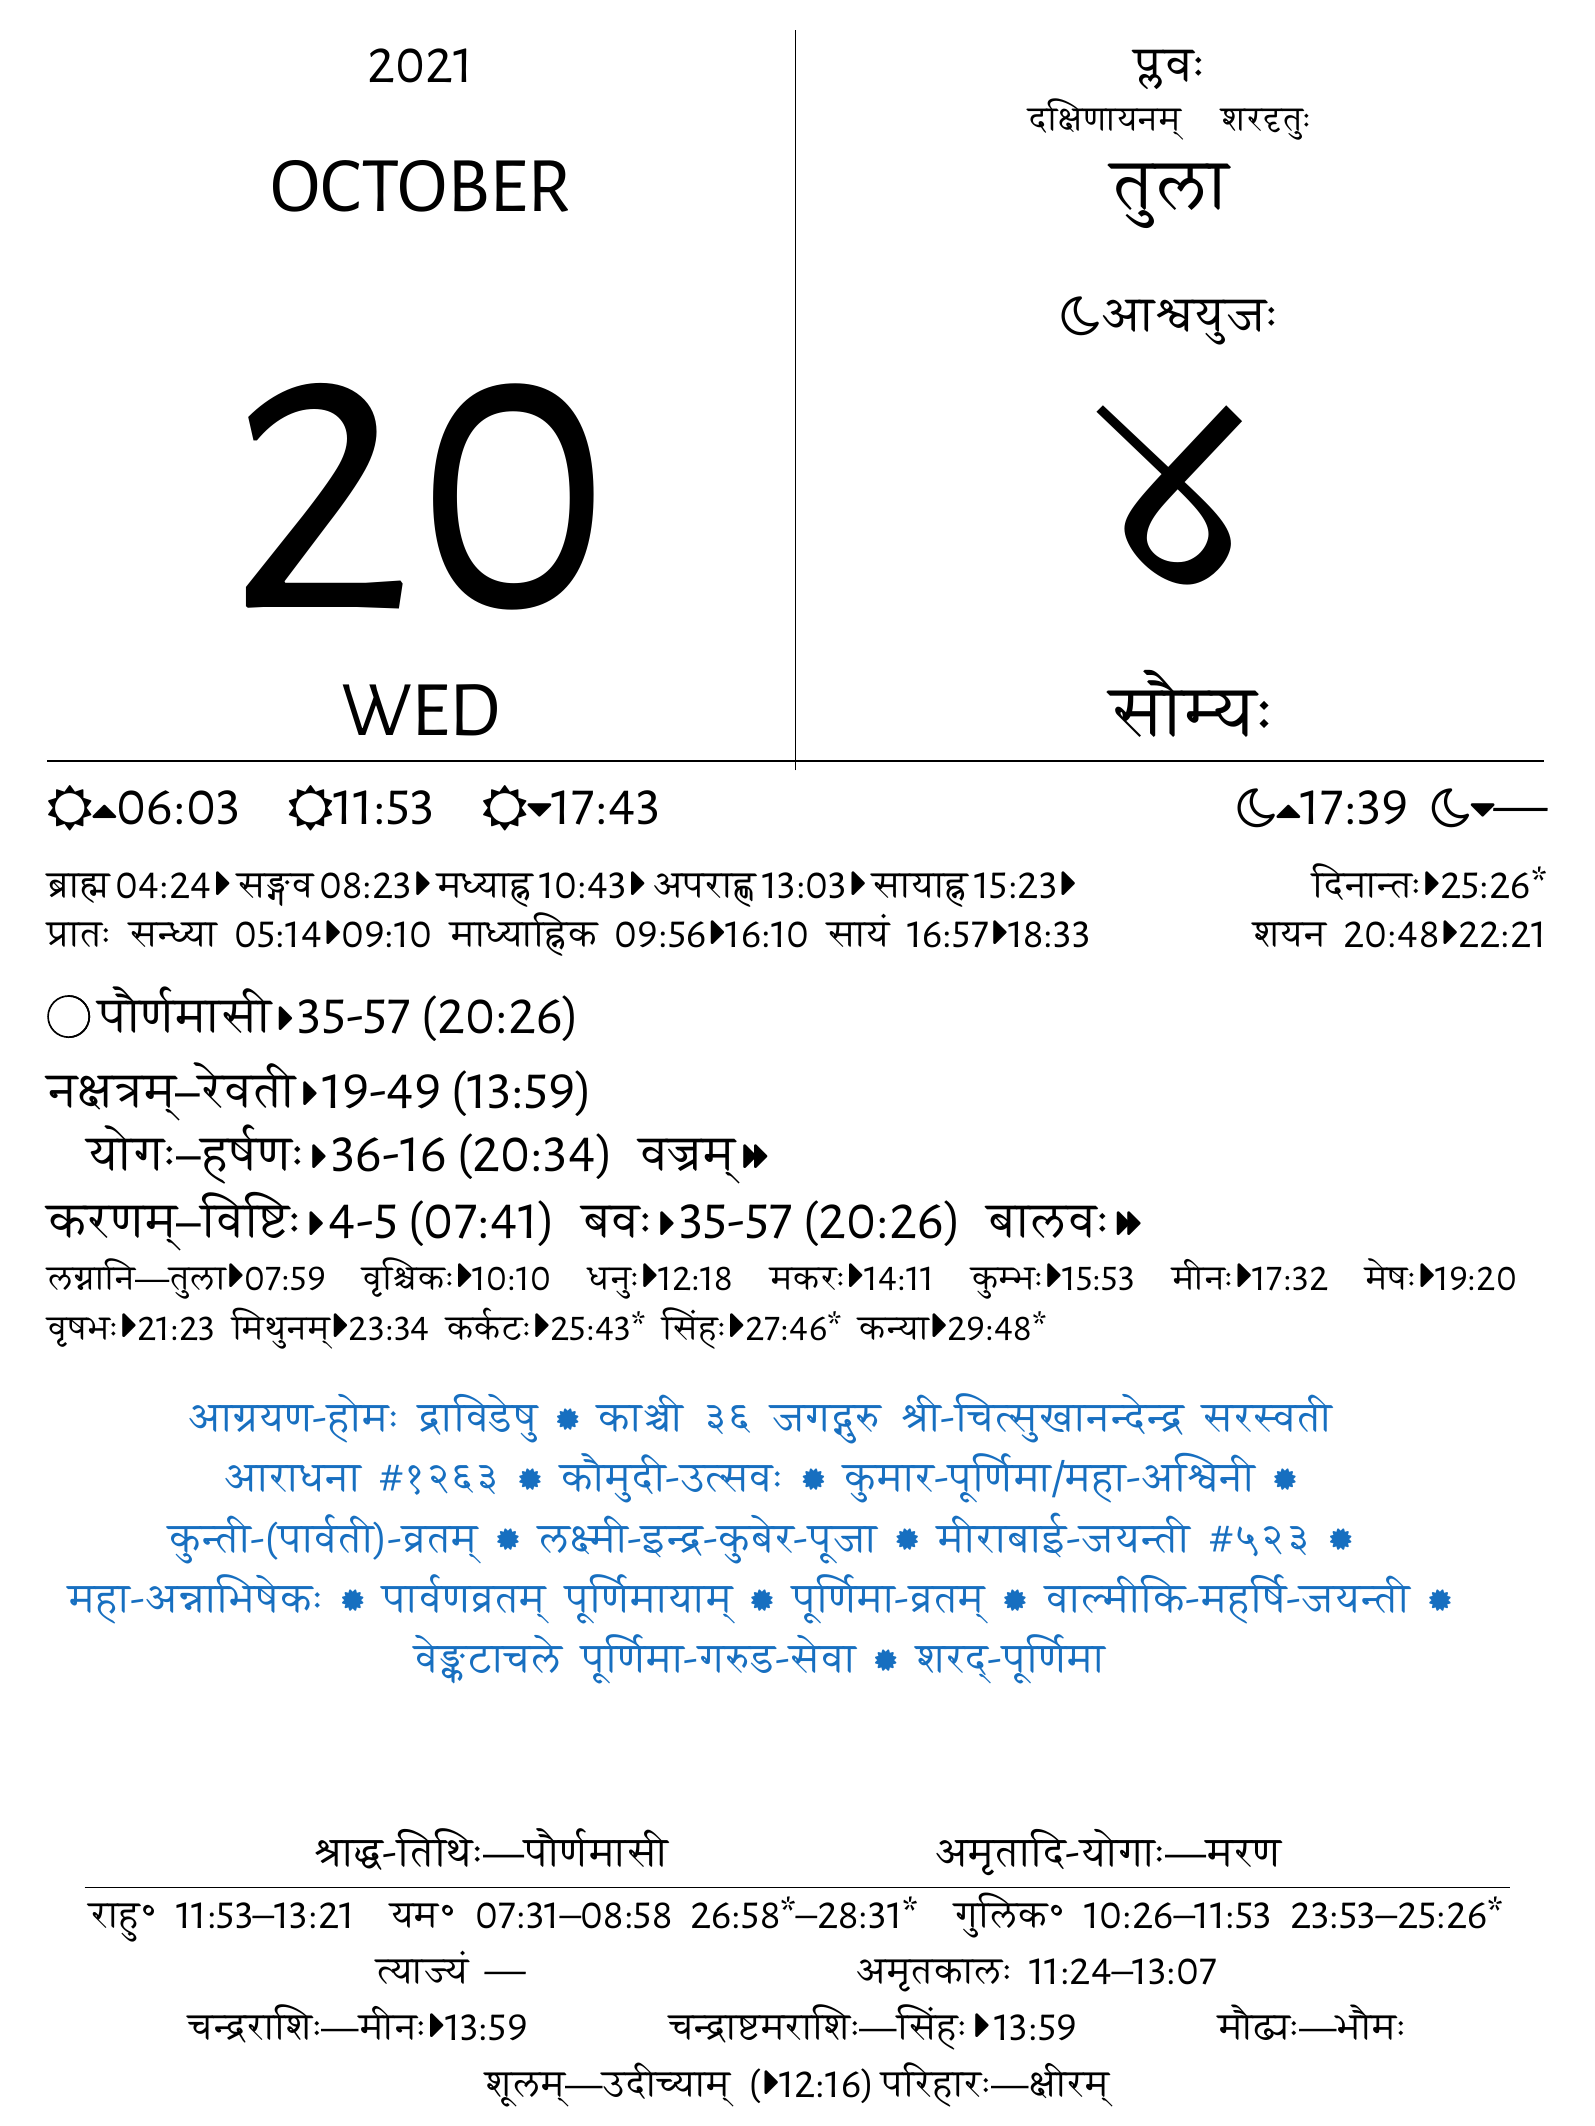 2021
OCTOBER
20
WED
प्लवः
दक्षिणायनम् शरदृतुः
तुला
आश्वयुजः
४
सौम्यः
06:03 11:53 17:43 17:39 —
ब्राह्म 04:24 सङ्गव 08:23 मध्याह्न 10:43 अपराह्ण 13:03 सायाह्न 15:23 दिनान्तः 25:26*
प्रातः सन्ध्या 05:14 09:10 माध्याह्निक 09:56 16:10 सायं 16:57 18:33 शयन 20:48 22:21
पौर्णमासी 35-57 (20:26)
नक्षत्रम्–रेवती 19-49 (13:59)
योगः–हर्षणः 36-16 (20:34) वज्रम्
करणम्–विष्टिः 4-5 (07:41) बवः 35-57 (20:26) बालवः
लग्नानि—तुला 07:59 वृश्चिकः 10:10 धनुः 12:18 मकरः 14:11 कुम्भः 15:53 मीनः 17:32 मेषः 19:20
वृषभः 21:23 मिथुनम् 23:34 कर्कटः 25:43* सिंहः 27:46* कन्या 29:48*
आग्रयण-होमः द्राविडेषु ✹ काञ्ची ३६ जगद्गुरु श्री-चित्सुखानन्देन्द्र सरस्वती
आराधना #१२६३ ✹ कौमुदी-उत्सवः ✹ कुमार-पूर्णिमा/महा-अश्विनी ✹
कुन्ती-(पार्वती)-व्रतम् ✹ लक्ष्मी-इन्द्र-कुबेर-पूजा ✹ मीराबाई-जयन्ती #५२३ ✹
महा-अन्नाभिषेकः ✹ पार्वणव्रतम् पूर्णिमायाम् ✹ पूर्णिमा-व्रतम् ✹ वाल्मीकि-महर्षि-जयन्ती ✹
वेङ्कटाचले पूर्णिमा-गरुड-सेवा ✹ शरद्-पूर्णिमा
श्राद्ध-तिथिः—पौर्णमासी अमृतादि-योगाः—मरण
राहु॰ 11:53–13:21 यम॰ 07:31–08:58 26:58*–28:31* गुलिक॰ 10:26–11:53 23:53–25:26*
त्याज्यं — अमृतकालः 11:24–13:07
चन्द्रराशिः—मीनः 13:59 चन्द्राष्टमराशिः—सिंहः 13:59 मौढ्यः—भौमः
शूलम्—उदीच्याम् (12:16) परिहारः—क्षीरम्